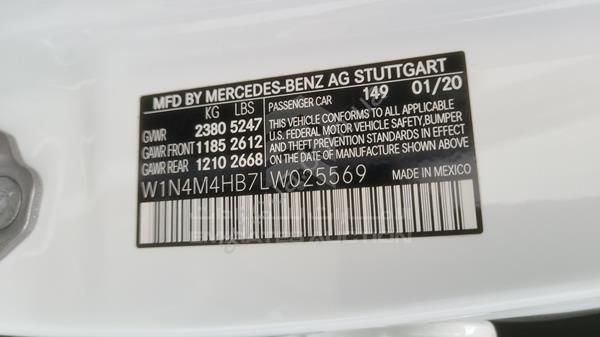 MFD BY MERCEDES-BENZ AG STUTTGART
KG LBS
GVWR 2380 5247
GAWR FRONT 1185 2612
GAWR REAR 1210 2668
PASSENGER CAR 149 01/20
THIS VEHICLE CONFORMS TO ALL APPLICABLE
U.S. FEDERAL MOTOR VEHICLE SAFETY,BUMPER
AND THEFT PREVENTION STANDARDS IN EFFECT
ON THE DATE OF MANUFACTURE SHOWN ABOVE
W1N4M4HB7LW025569
MADE IN MEXICO
EMIRATES AUCTION